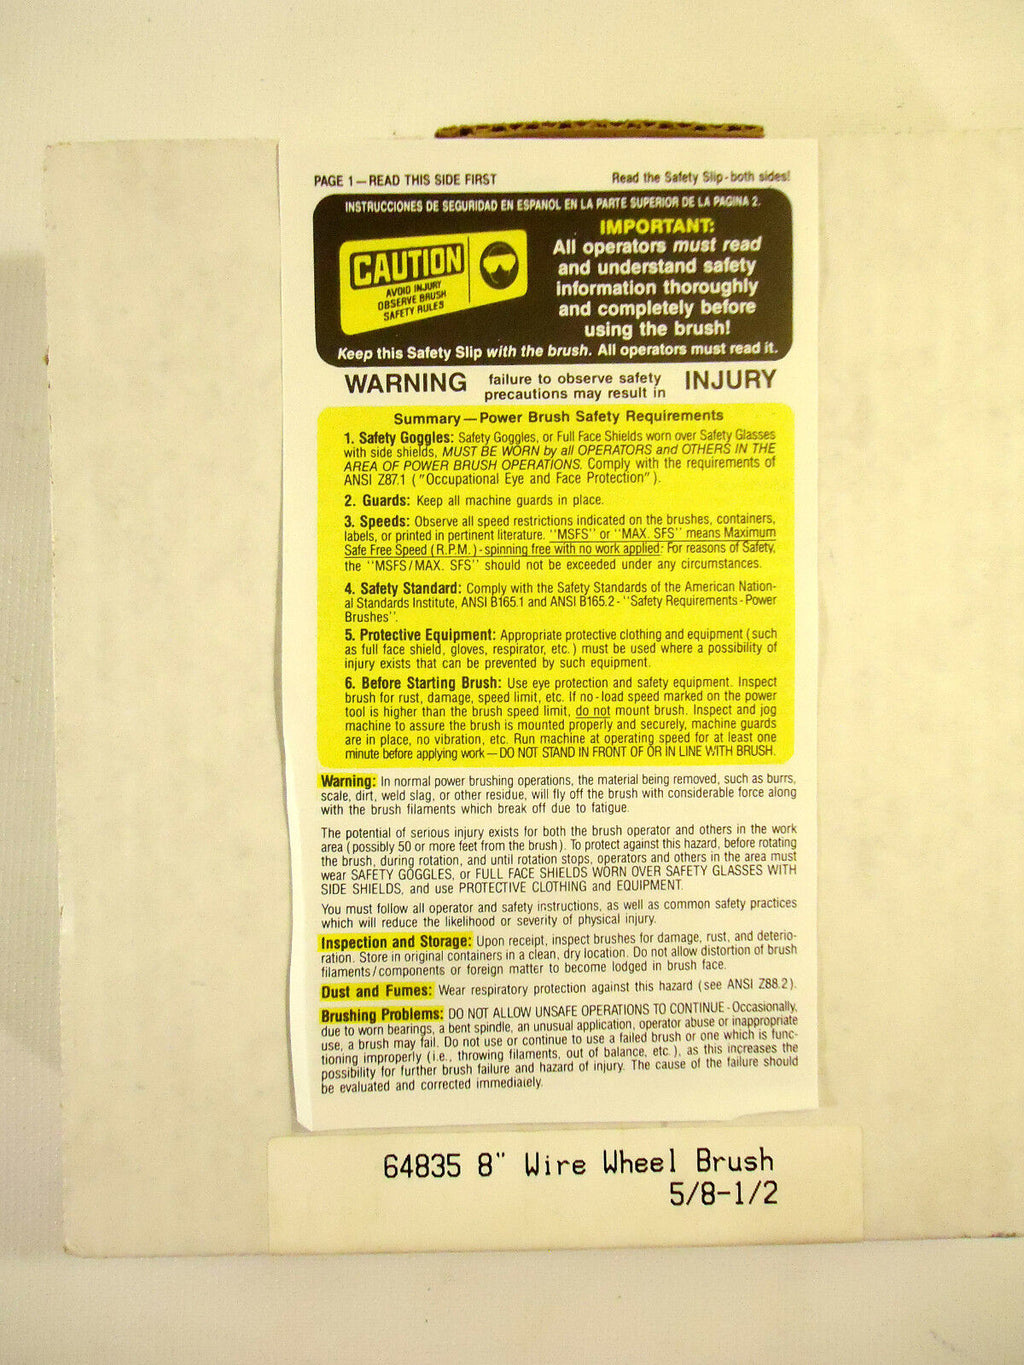 PAGE 1 — READ THIS SIDE FIRST
Read the Safety Slip - both sides!
INSTRUCCIONES DE SEGURIDAD EN ESPANOL EN LA PARTE SUPERIOR DE LA PAGINA 2.
CAUTION
AVOID INJURY
OBSERVE BRUSH
SAFETY RULES
IMPORTANT:
All operators must read
and understand safety
information thoroughly
and completely before
using the brush!
Keep this Safety Slip with the brush. All operators must read it.
WARNING failure to observe safety
precautions may result in INJURY
Summary — Power Brush Safety Requirements
1. Safety Goggles: Safety Goggles, or Full Face Shields worn over Safety Glasses
with side shields, MUST BE WORN by all OPERATORS and OTHERS IN THE
AREA OF POWER BRUSH OPERATIONS. Comply with the requirements of
ANSI Z87.1 ("Occupational Eye and Face Protection").
2. Guards: Keep all machine guards in place.
3. Speeds: Observe all speed restrictions indicated on the brushes, containers,
labels, or printed in pertinent literature. "MSFS" or "MAX. SFS" means Maximum
Safe Free Speed (R.P.M.) - spinning free with no work applied. For reasons of Safety,
the "MSFS/MAX. SFS" should not be exceeded under any circumstances.
4. Safety Standard: Comply with the Safety Standards of the American Nation-
al Standards Institute, ANSI B165.1 and ANSI B165.2 - "Safety Requirements - Power
Brushes".
5. Protective Equipment: Appropriate protective clothing and equipment (such
as full face shield, gloves, respirator, etc.) must be used where a possibility of
injury exists that can be prevented by such equipment.
6. Before Starting Brush: Use eye protection and safety equipment. Inspect
brush for rust, damage, speed limit, etc. If no-load speed marked on the power
tool is higher than the brush speed limit, do not mount brush. Inspect and jog
machine to assure the brush is mounted properly and securely, machine guards
are in place, no vibration, etc. Run machine at operating speed for at least one
minute before applying work — DO NOT STAND IN FRONT OF OR IN LINE WITH BRUSH.
Warning: In normal power brushing operations, the material being removed, such as burrs,
scale, dirt, weld slag, or other residue, will fly off the brush with considerable force along
with the brush filaments which break off due to fatigue.
The potential of serious injury exists for both the brush operator and others in the work
area (possibly 50 or more feet from the brush). To protect against this hazard, before rotating
the brush, during rotation, and until rotation stops, operators and others in the area must
wear SAFETY GOGGLES, or FULL FACE SHIELDS WORN OVER SAFETY GLASSES WITH
SIDE SHIELDS, and use PROTECTIVE CLOTHING and EQUIPMENT.
You must follow all operator and safety instructions, as well as common safety practices
which will reduce the likelihood or severity of physical injury.
Inspection and Storage: Upon receipt, inspect brushes for damage, rust, and deterio-
ration. Store in original containers in a clean, dry location. Do not allow distortion of brush
filaments/components or foreign matter to become lodged in brush face.
Dust and Fumes: Wear respiratory protection against this hazard (see ANSI Z88.2).
Brushing Problems: DO NOT ALLOW UNSAFE OPERATIONS TO CONTINUE - Occasionally,
due to worn bearings, a bent spindle, an unusual application, operator abuse or inappropriate
use, a brush may fail. Do not use or continue to use a failed brush or one which is func-
tioning improperly (i.e., throwing filaments, out of balance, etc.), as this increases the
possibility for further brush failure and hazard of injury. The cause of the failure should
be evaluated and corrected immediately.
64835 8" Wire Wheel Brush
5/8-1/2